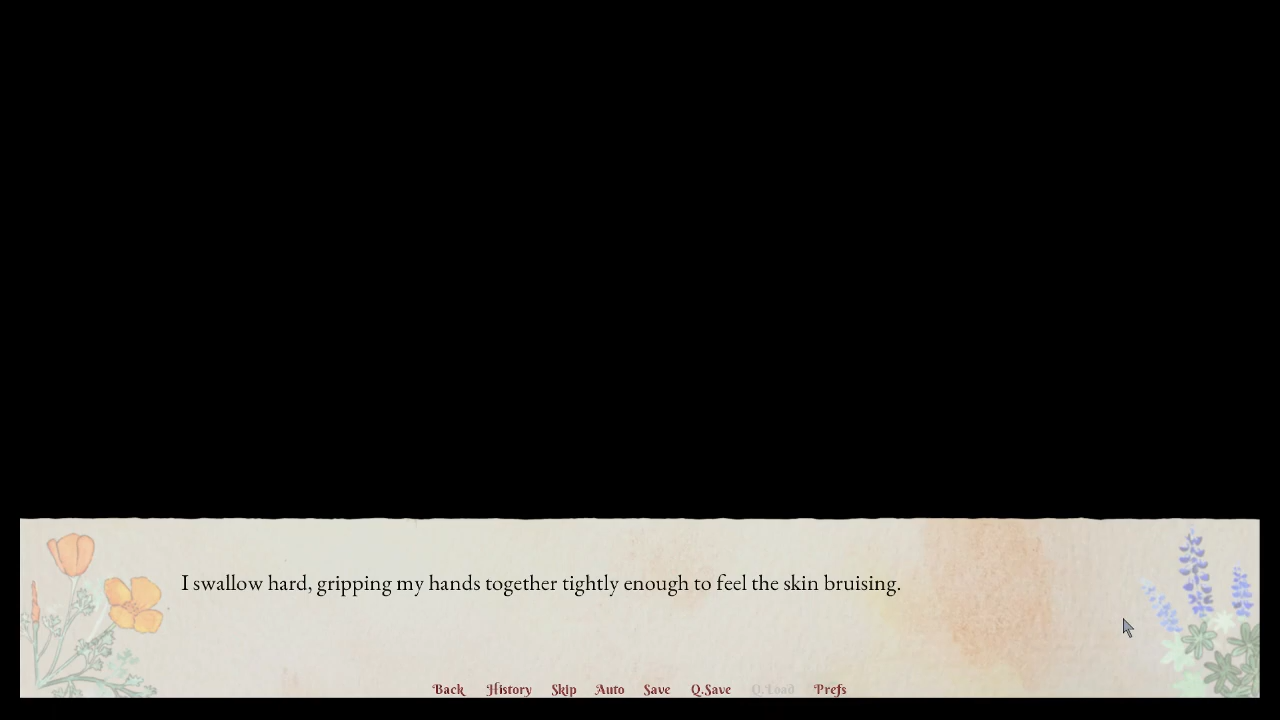 I swallow hard, gripping my hands together tightly enough to feel the skin bruising.
Back History Skip Auto Save Q.Save Q.Load Prefs